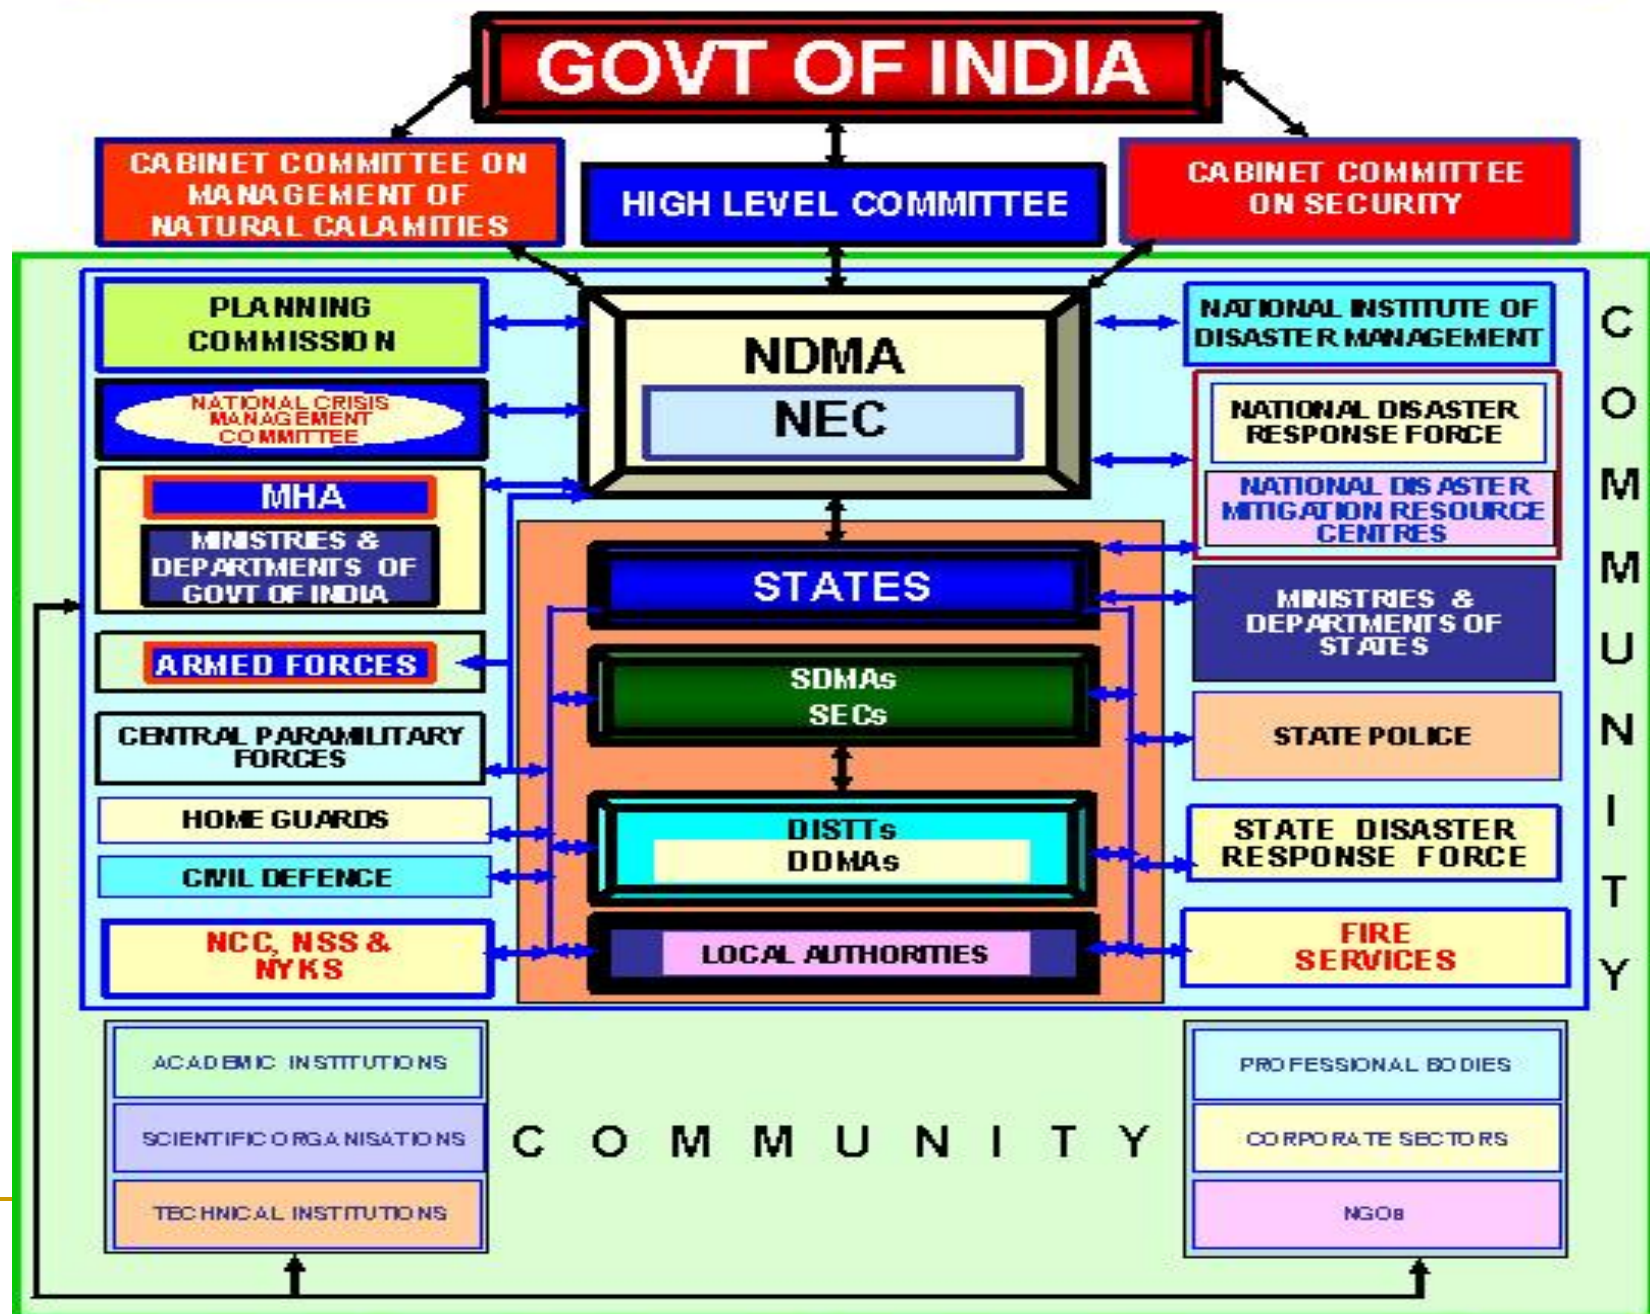 GOVT OF INDIA
CABINET COMMITTEE ON
MANAGEMENT OF
NATURAL CALAMITIES
HIGH LEVEL COMMITTEE
CABINET COMMITTEE
ON SECURITY
PLANNING
COMMISSION
NATIONAL CRISIS
MANAGEMENT
COMMITTEE
MHA
MINISTRIES &
DEPARTMENTS OF
GOVT OF INDIA
ARMED FORCES
CENTRAL PARAMILITARY
FORCES
HOME GUARDS
CIVIL DEFENCE
NCC, NSS &
NYKS
NDMA
NEC
STATES
SDMAs
SECs
DISTTs
DDMAs
LOCAL AUTHORITIES
NATIONAL INSTITUTE OF
DISASTER MANAGEMENT
NATIONAL DISASTER
RESPONSE FORCE
NATIONAL DISASTER
MITIGATION RESOURCE
CENTRES
MINISTRIES &
DEPARTMENTS OF
STATES
STATE POLICE
STATE DISASTER
RESPONSE FORCE
FIRE
SERVICES
COMMUNITY
ACADEMIC INSTITUTIONS
SCIENTIFIC ORGANISATIONS
TECHNICAL INSTITUTIONS
COMMUNITY
PROFESSIONAL BODIES
CORPORATE SECTORS
NGOs